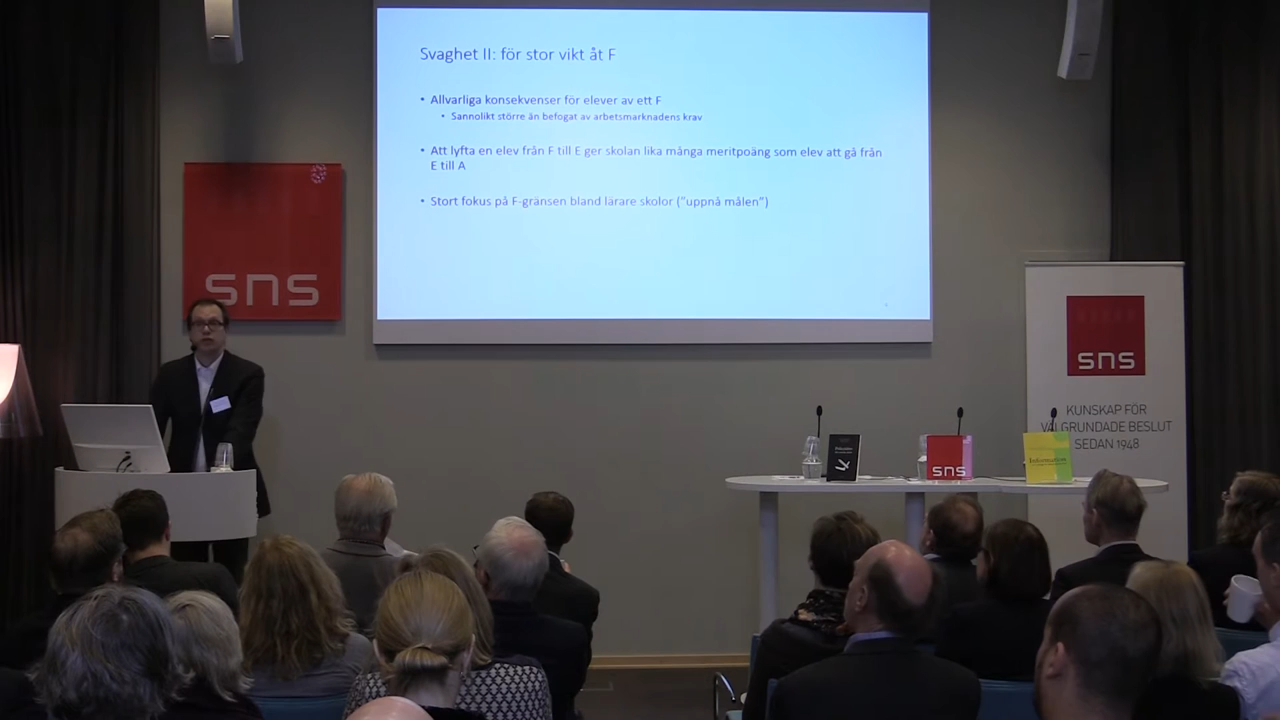 Svaghet II: för stor vikt åt F
• Allvarliga konsekvenser för elever av ett F
• Sannolikt större än befogat av arbetsmarknadens krav
• Att lyfta en elev från F till E ger skolan lika många meritpoäng som elev att gå från
E till A
• Stort fokus på F-gränsen bland lärare skolor ("uppnå målen")
sns
sns
KUNSKAP FÖR
VÄLGRUNDADE BESLUT
SEDAN 1948
sns
Information